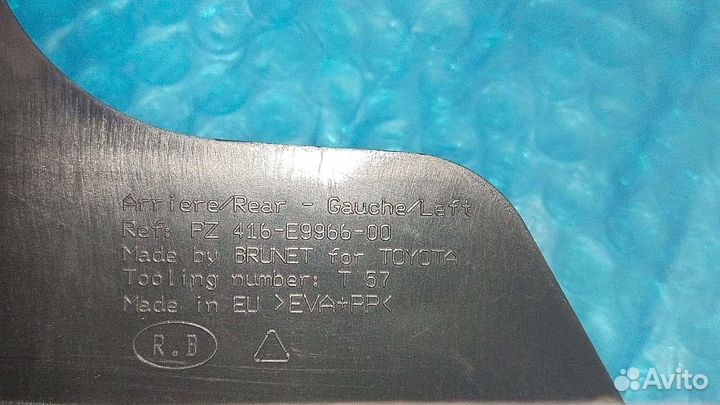 Arriere/Rear - Gauche/Left
Ref: PZ 416-E9966-00
Made by BRUNET for TOYOTA
Tooling number: T 57
Made in EU >EVA+PP<
R.B
Avito